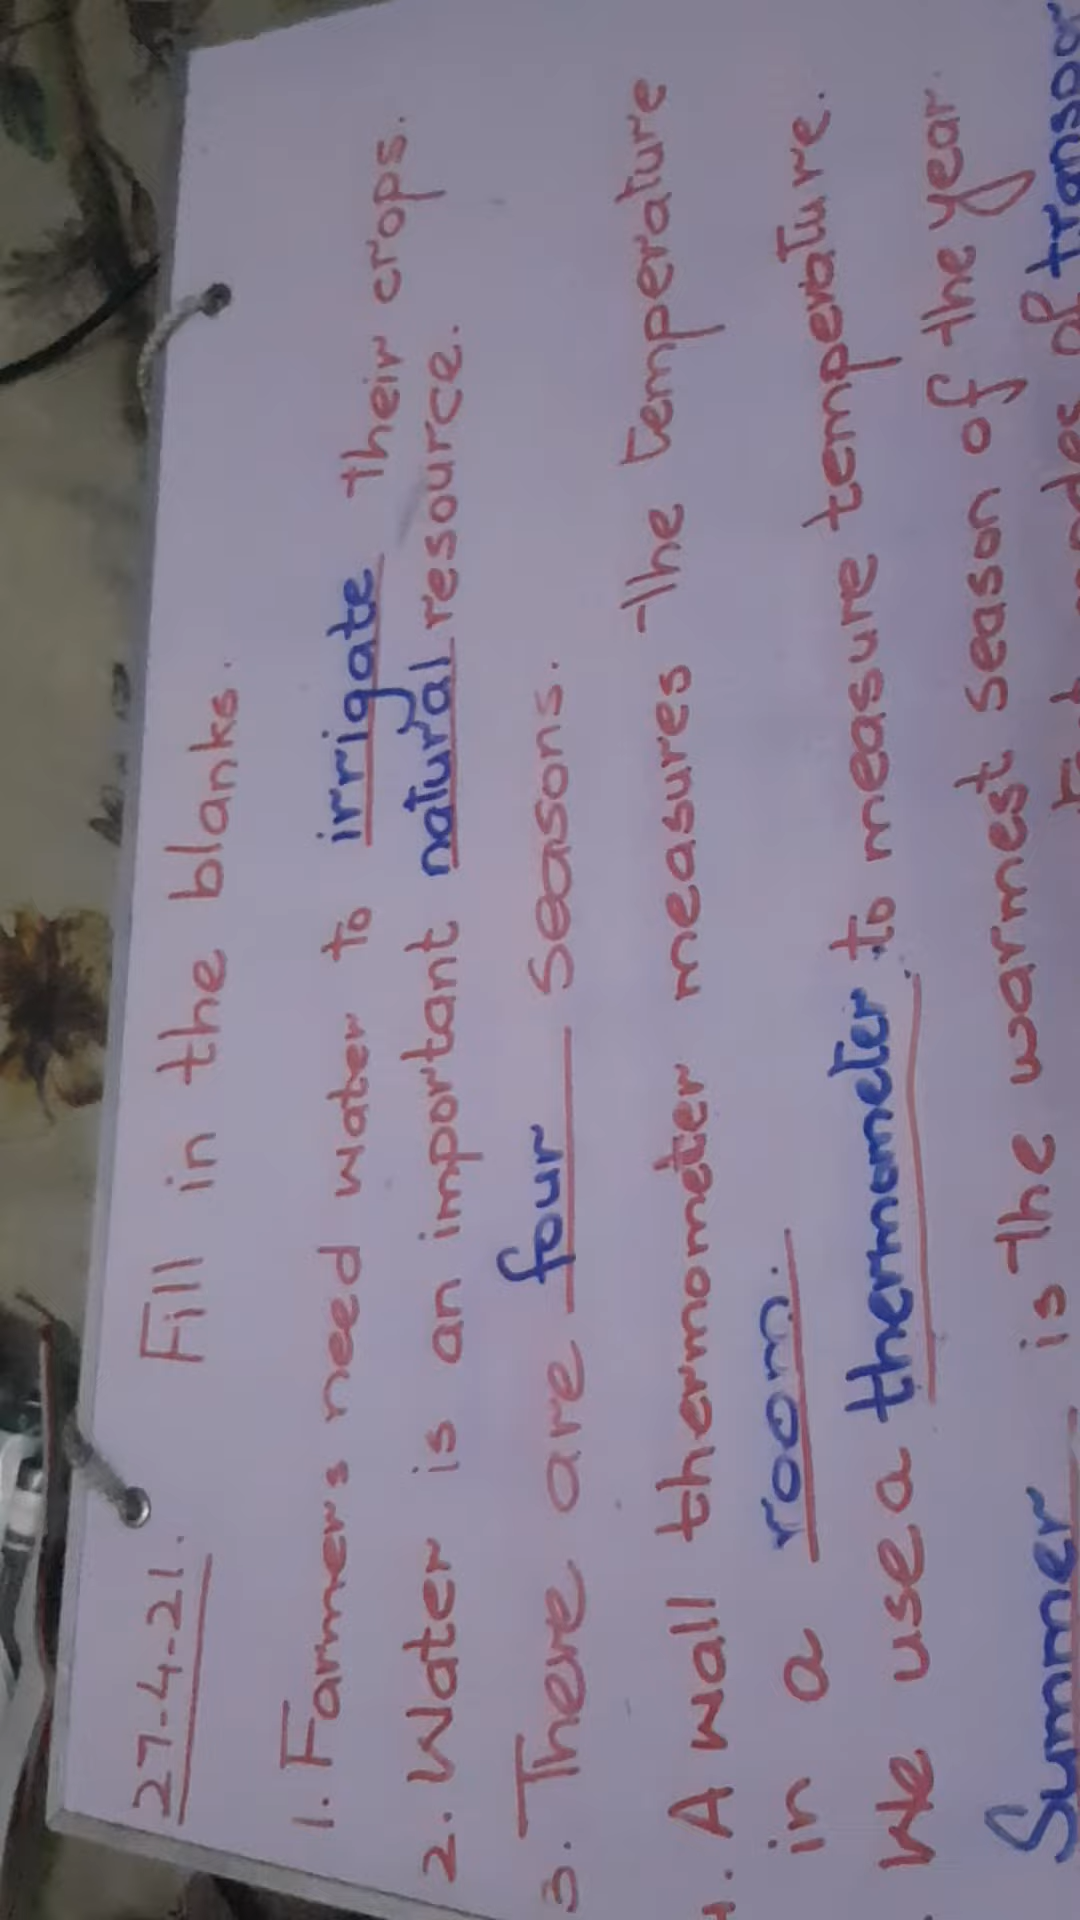 27-4-21.
Fill in the blanks.
1. Farmers need water to irrigate their crops.
2. Water is an important natural resource.
3. There are four seasons.
4. A wall thermometer measures the temperature
in a room.
We use a thermometer to measure temperature.
Summer is the warmest season of the year.
of transpor